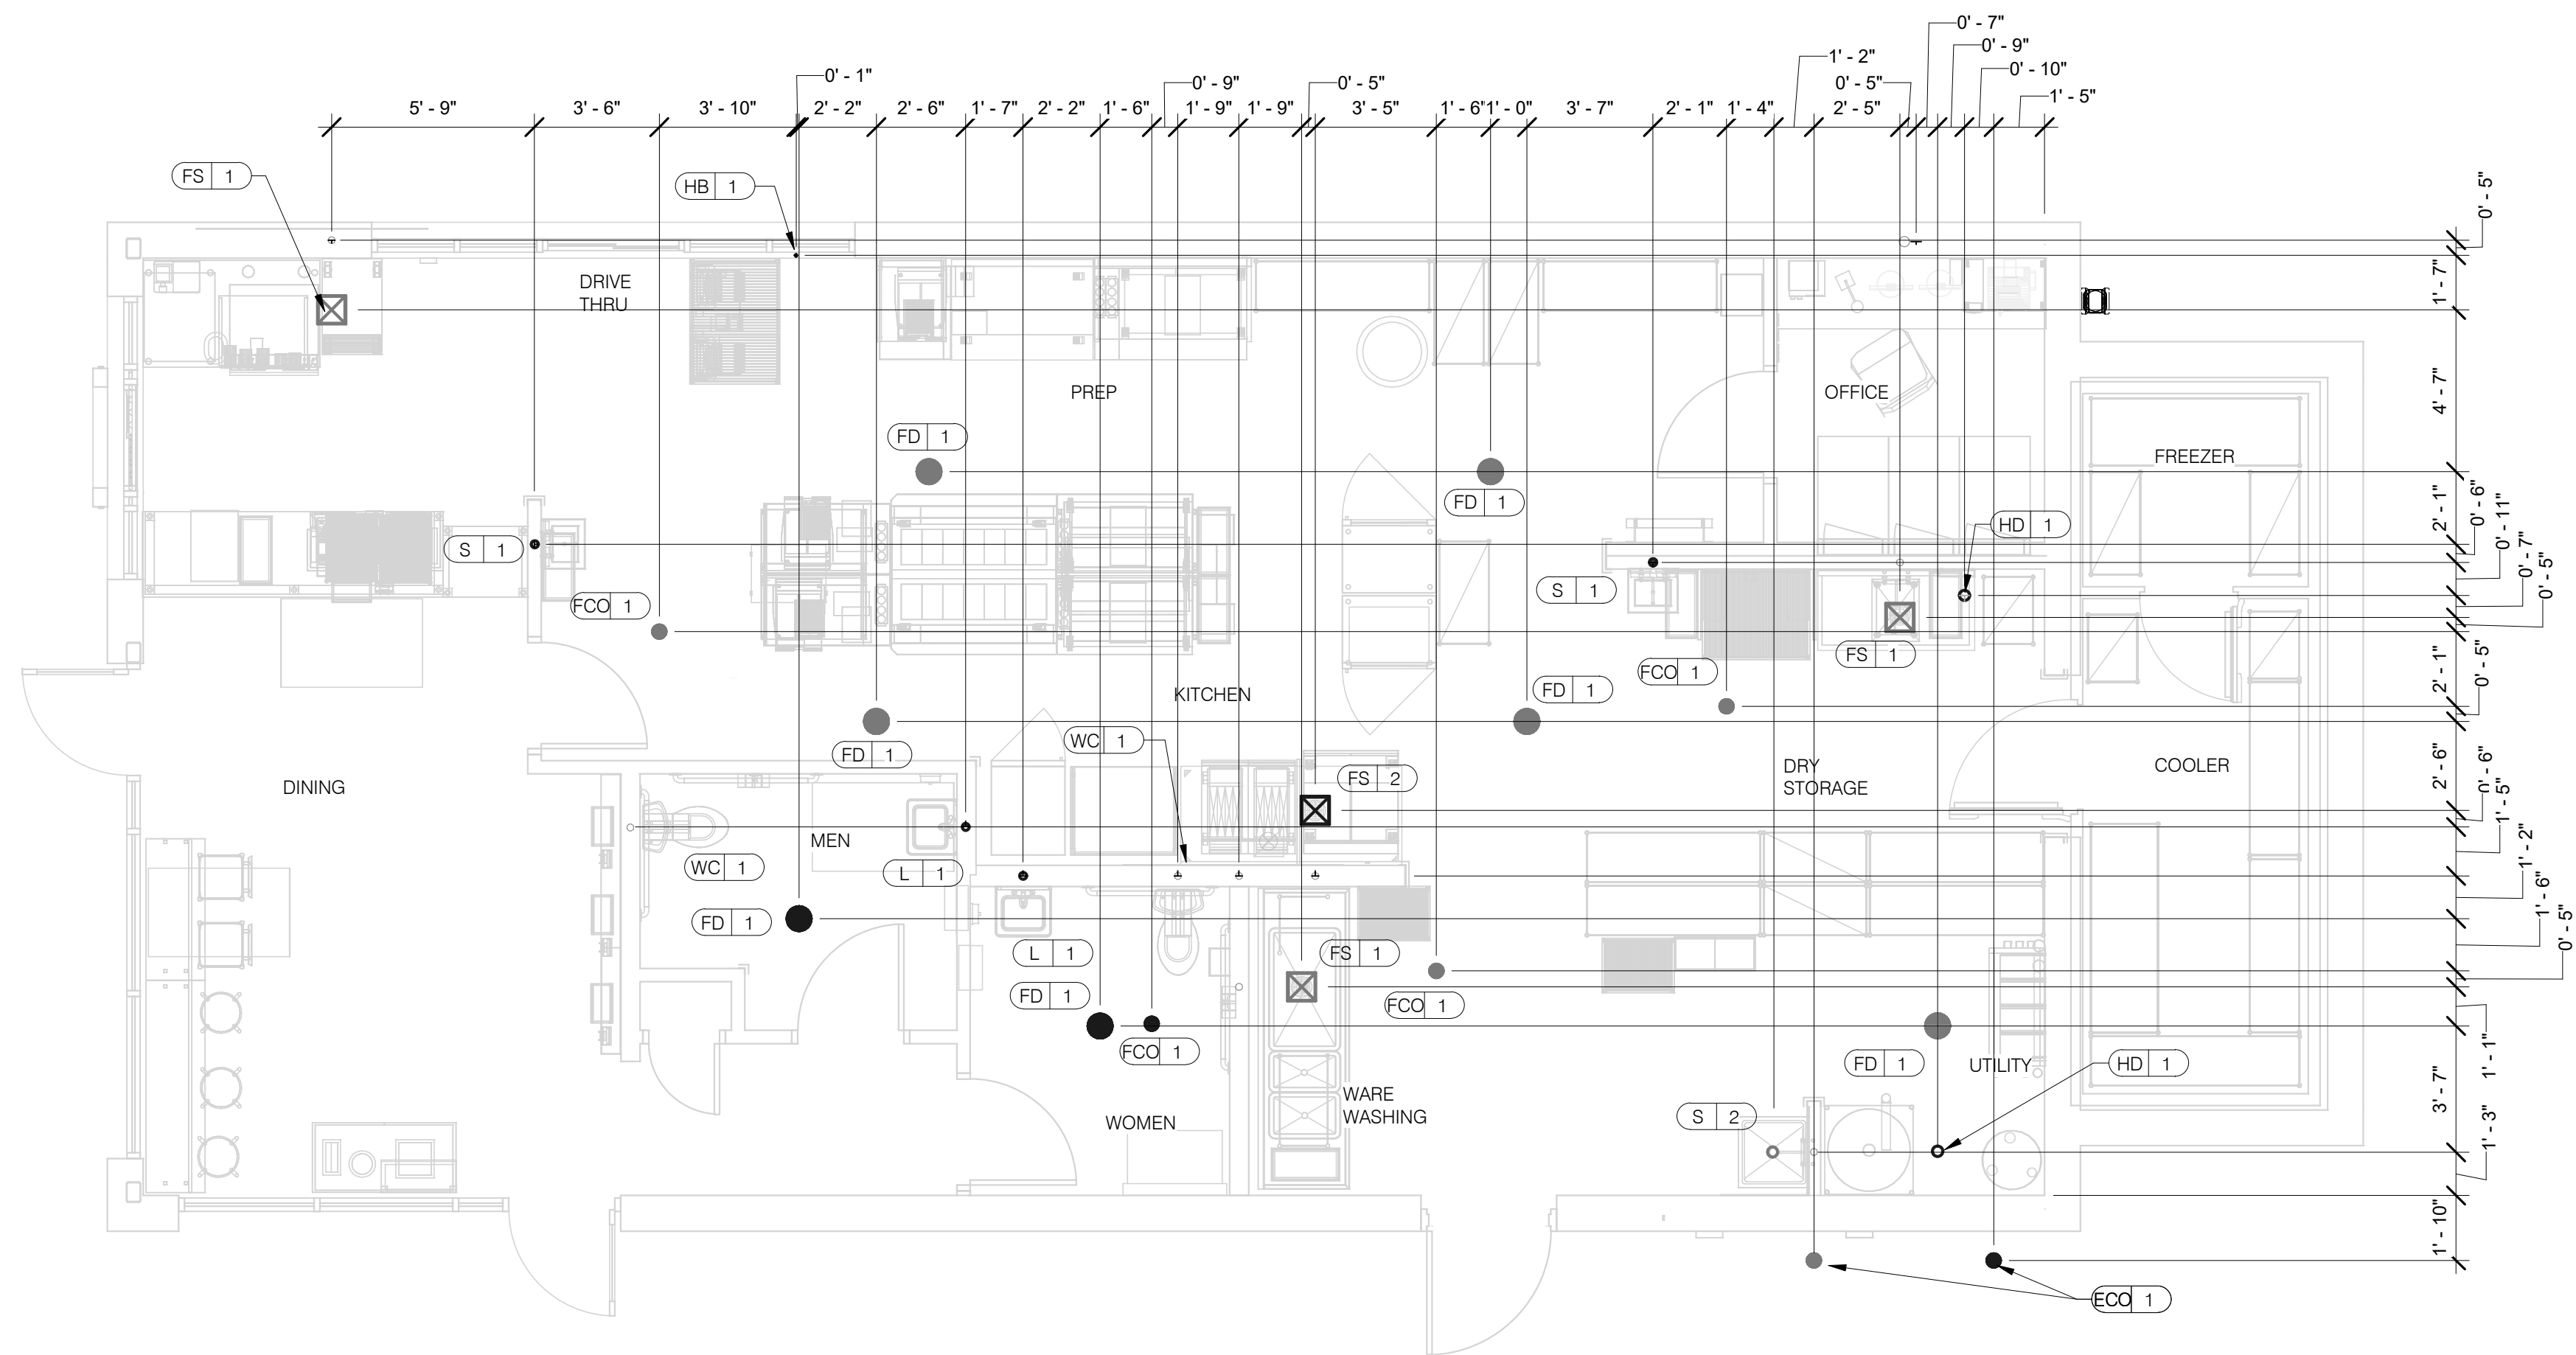 0' - 7"
0' - 9"
1' - 2"
0' - 10"
0' - 1"
0' - 9"
0' - 5"
0' - 5"
1' - 5"
5' - 9"
3' - 6"
3' - 10"
2' - 2"
2' - 6"
1' - 7"
2' - 2"
1' - 6"
1' - 9"
1' - 9"
3' - 5"
1' - 6"
1' - 0"
3' - 7"
2' - 1"
1' - 4"
2' - 5"
FS 1
HB 1
0' - 5"
1' - 7"
DRIVE
THRU
PREP
OFFICE
4' - 7"
FD 1
FREEZER
FD 1
2' - 1"
0' - 6"
0' - 11"
0' - 7"
0' - 5"
HD 1
S 1
S 1
FCO 1
FS 1
FCO 1
2' - 1"
0' - 5"
KITCHEN
FD 1
WC 1
FD 1
DINING
FS 2
DRY
STORAGE
COOLER
2' - 6"
0' - 6"
1' - 5"
1' - 2"
1' - 6"
0' - 5"
MEN
WC 1
L 1
FD 1
L 1
FS 1
FD 1
FCO 1
FCO 1
FD 1
UTILITY
HD 1
1' - 1"
3' - 7"
1' - 3"
WARE
WASHING
WOMEN
S 2
1' - 10"
ECO 1